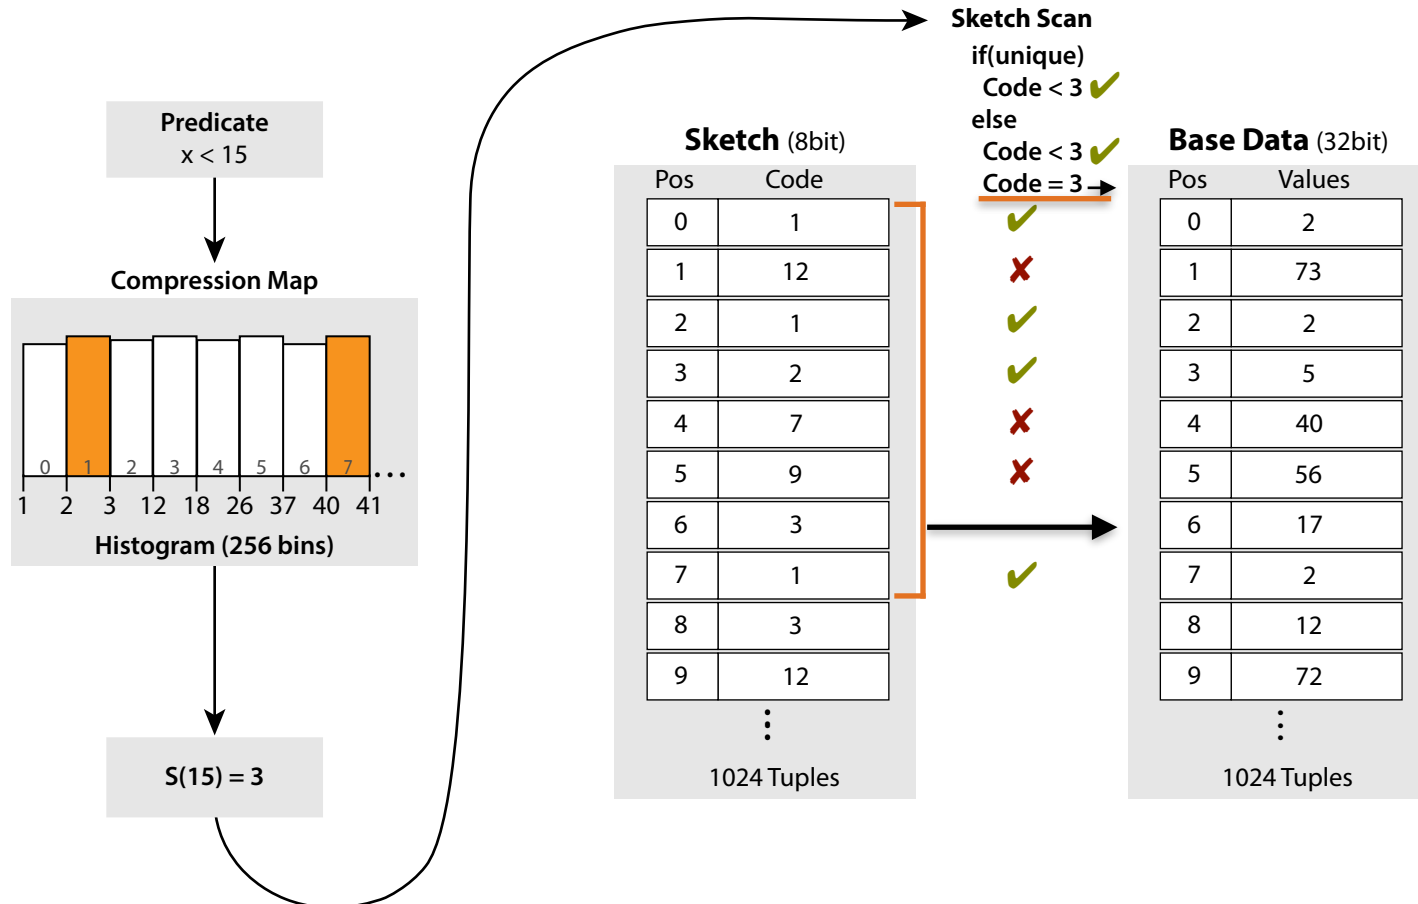 Predicate
x < 15
Compression Map
0 1 2 3 4 5 6 7 ...
1 2 3 12 18 26 37 40 41
Histogram (256 bins)
S(15) = 3
Sketch Scan
if(unique)
Code < 3 ✔
else
Code < 3 ✔
Code = 3 →
Sketch (8bit)
Pos Code
0 1
1 12
2 1
3 2
4 7
5 9
6 3
7 1
8 3
9 12
⋮
1024 Tuples
✔
✘
✔
✔
✘
✘
✔
Base Data (32bit)
Pos Values
0 2
1 73
2 2
3 5
4 40
5 56
6 17
7 2
8 12
9 72
⋮
1024 Tuples